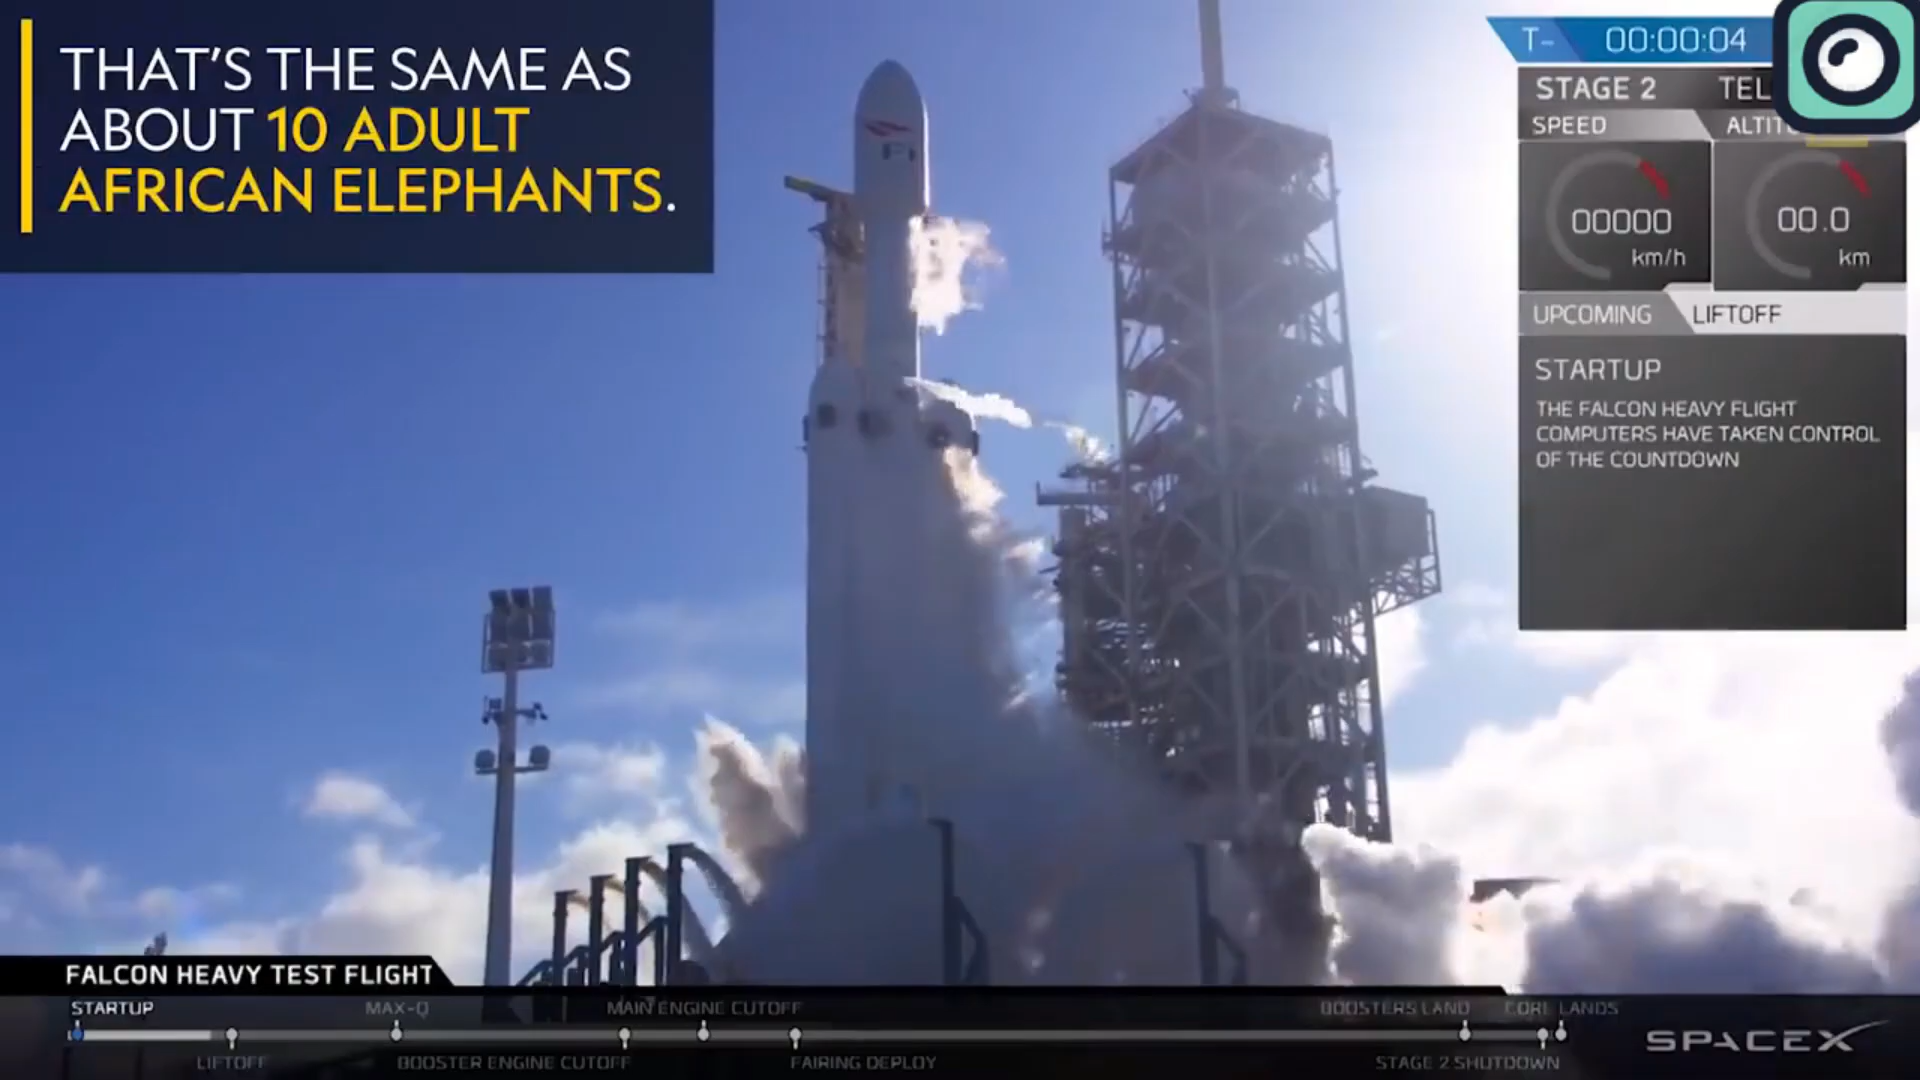 THAT'S THE SAME AS
ABOUT 10 ADULT
AFRICAN ELEPHANTS.
T- 00:00:04
STAGE 2 TEL
SPEED ALTITU
00000 00.0
km/h km
UPCOMING LIFTOFF
STARTUP
THE FALCON HEAVY FLIGHT
COMPUTERS HAVE TAKEN CONTROL
OF THE COUNTDOWN
FALCON HEAVY TEST FLIGHT
STARTUP MAX-Q MAIN ENGINE CUTOFF BOOSTERS LAND CORE LANDS
LIFTOFF BOOSTER ENGINE CUTOFF FAIRING DEPLOY STAGE 2 SHUTDOWN
SPACEX